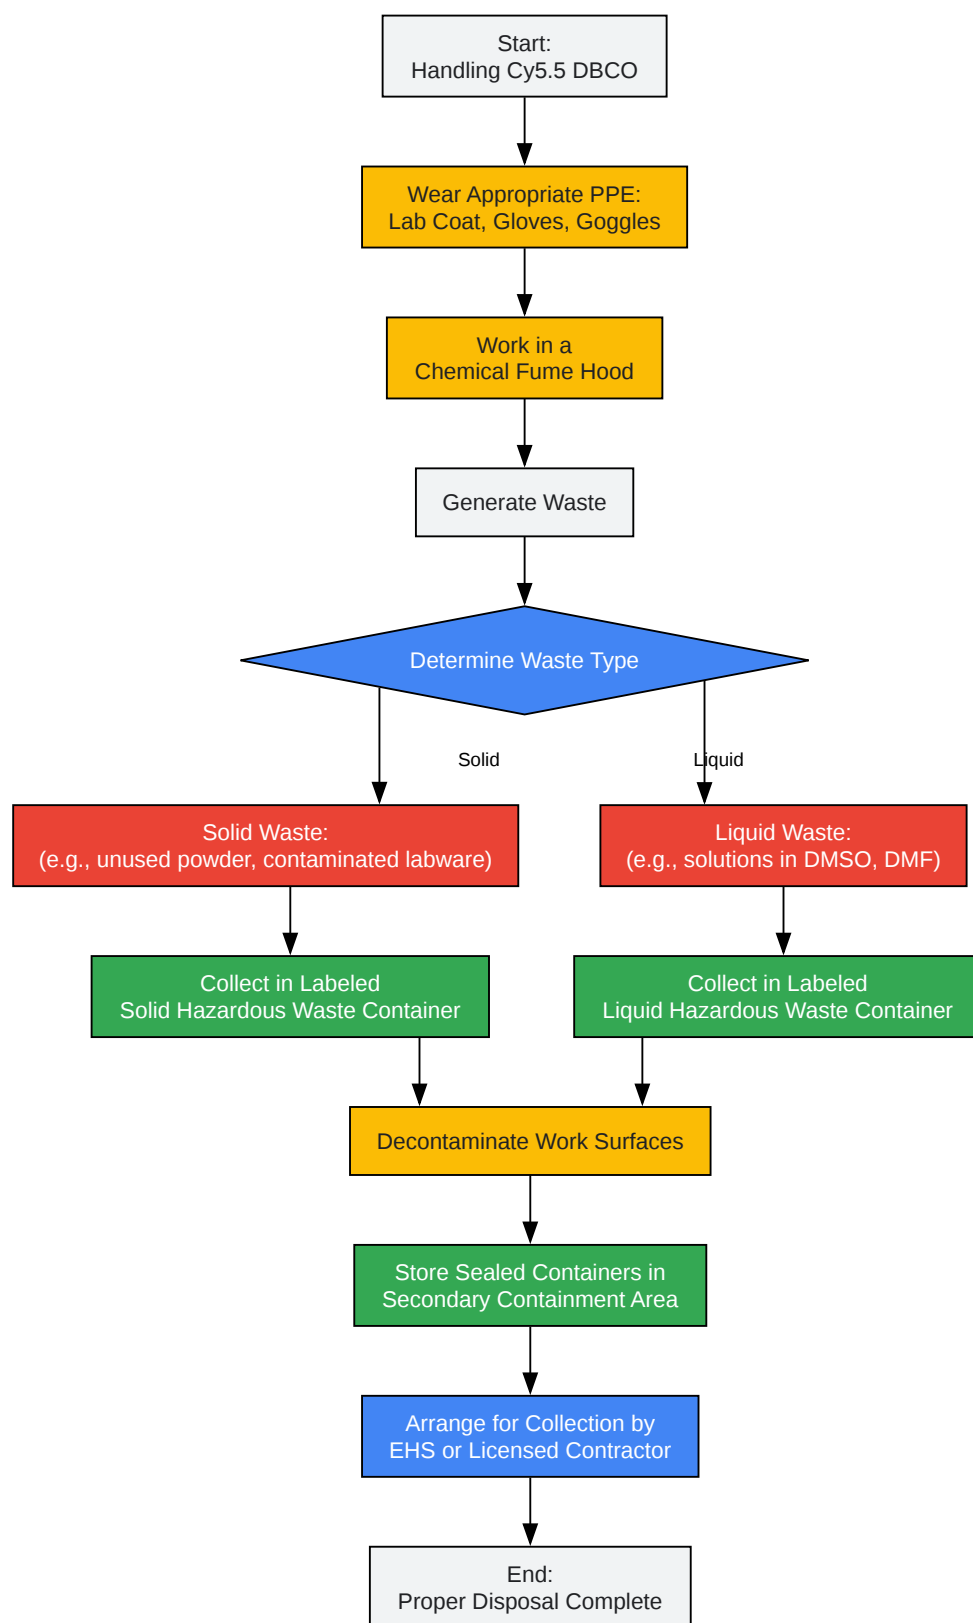 Start:
Handling Cy5.5 DBCO
Wear Appropriate PPE:
Lab Coat, Gloves, Goggles
Work in a
Chemical Fume Hood
Generate Waste
Determine Waste Type
Solid
Liquid
Solid Waste:
(e.g., unused powder, contaminated labware)
Liquid Waste:
(e.g., solutions in DMSO, DMF)
Collect in Labeled
Solid Hazardous Waste Container
Collect in Labeled
Liquid Hazardous Waste Container
Decontaminate Work Surfaces
Store Sealed Containers in
Secondary Containment Area
Arrange for Collection by
EHS or Licensed Contractor
End:
Proper Disposal Complete